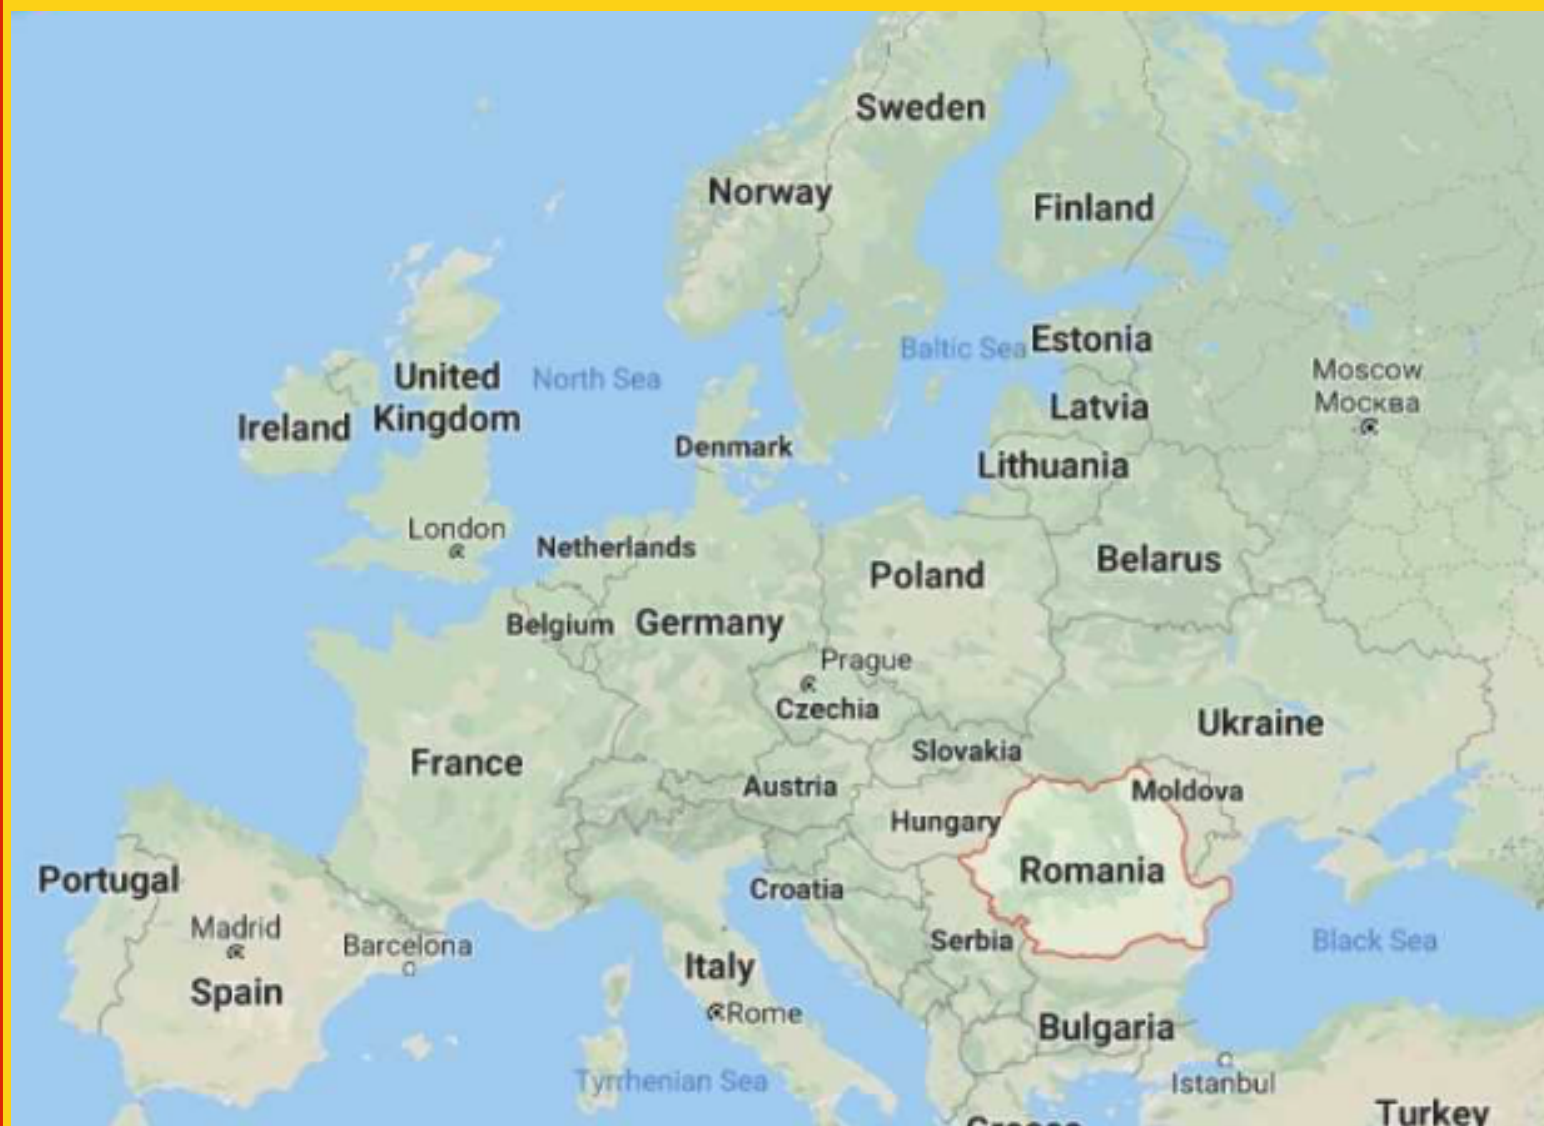 Sweden
Norway
Finland
Baltic Sea
Estonia
United
Kingdom
North Sea
Moscow
Москва
Latvia
Ireland
Denmark
Lithuania
London
Netherlands
Poland
Belarus
Belgium
Germany
Prague
Czechia
Ukraine
France
Slovakia
Austria
Moldova
Hungary
Romania
Portugal
Croatia
Madrid
Barcelona
Serbia
Black Sea
Italy
Spain
Rome
Bulgaria
Tyrrhenian Sea
Istanbul
Turkey
Greece